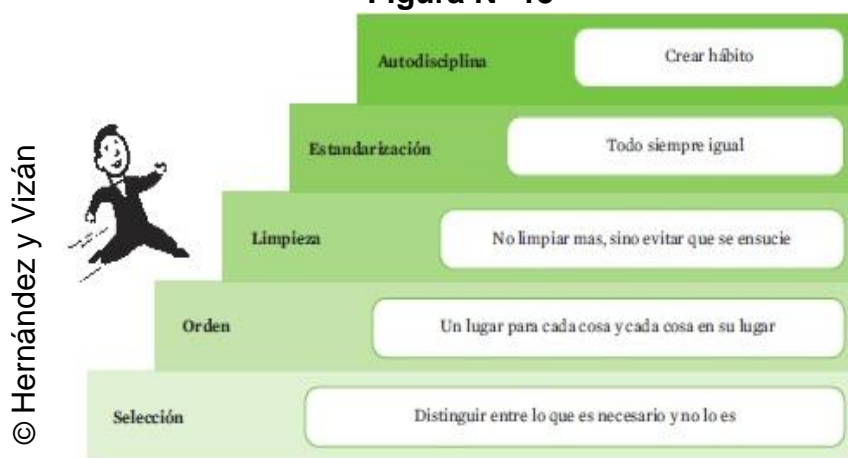 Autodisciplina
Crear hábito
Estandarización
Todo siempre igual
Limpieza
No limpiar mas, sino evitar que se ensucie
Orden
Un lugar para cada cosa y cada cosa en su lugar
Selección
Distinguir entre lo que es necesario y no lo es
© Hernández y Vizán